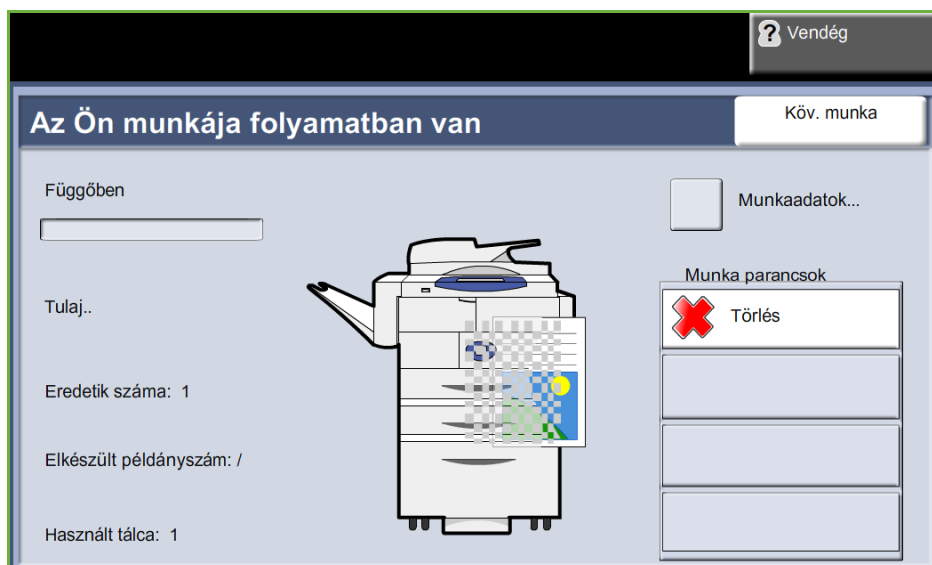 Vendég
Az Ön munkája folyamatban van
Köv. munka
Függőben
Munkaadatok...
Munka parancsok
Tulaj..
Törlés
Eredetik száma: 1
Elkészült példányszám: /
Használt tálca: 1